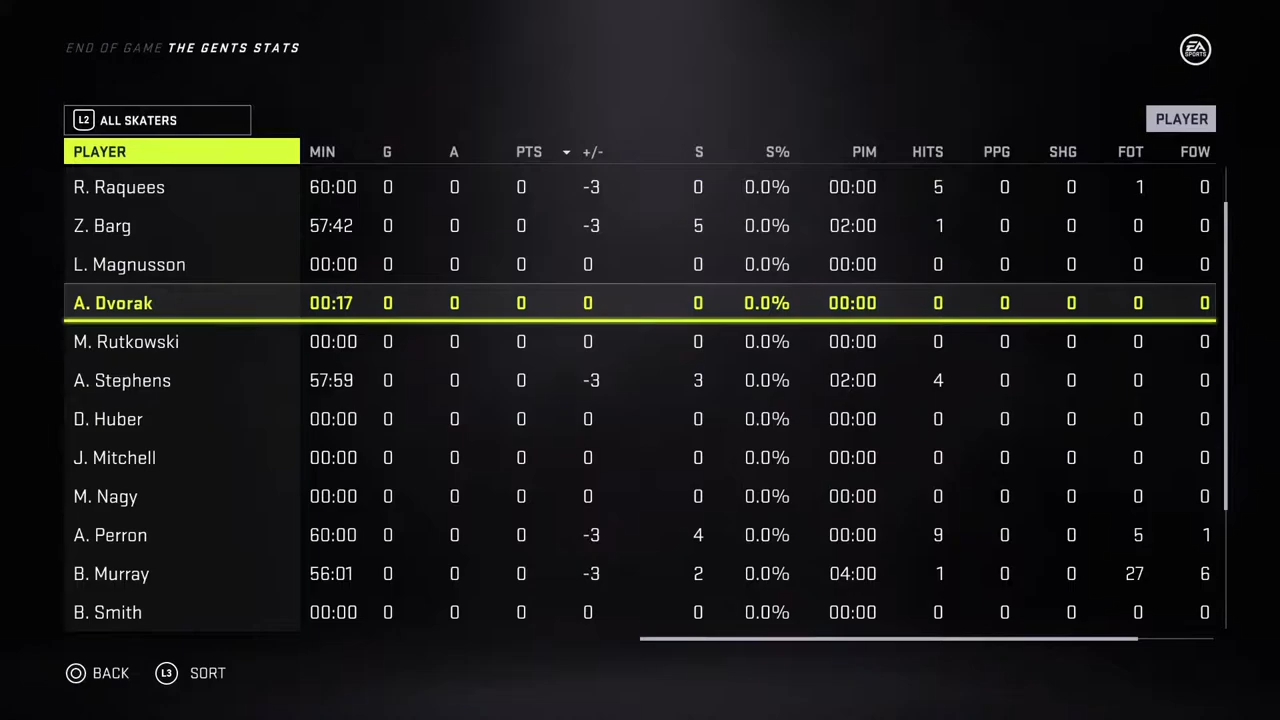 END OF GAME THE GENTS STATS
EA SPORTS
L2 ALL SKATERS
PLAYER
PLAYER MIN G A PTS +/- S S% PIM HITS PPG SHG FOT FOW
R. Raquees 60:00 0 0 0 -3 0 0.0% 00:00 5 0 0 1 0
Z. Barg 57:42 0 0 0 -3 5 0.0% 02:00 1 0 0 0 0
L. Magnusson 00:00 0 0 0 0 0 0.0% 00:00 0 0 0 0 0
A. Dvorak 00:17 0 0 0 0 0 0.0% 00:00 0 0 0 0 0
M. Rutkowski 00:00 0 0 0 0 0 0.0% 00:00 0 0 0 0 0
A. Stephens 57:59 0 0 0 -3 3 0.0% 02:00 4 0 0 0 0
D. Huber 00:00 0 0 0 0 0 0.0% 00:00 0 0 0 0 0
J. Mitchell 00:00 0 0 0 0 0 0.0% 00:00 0 0 0 0 0
M. Nagy 00:00 0 0 0 0 0 0.0% 00:00 0 0 0 0 0
A. Perron 60:00 0 0 0 -3 4 0.0% 00:00 9 0 0 5 1
B. Murray 56:01 0 0 0 -3 2 0.0% 04:00 1 0 0 27 6
B. Smith 00:00 0 0 0 0 0 0.0% 00:00 0 0 0 0 0
BACK L3 SORT